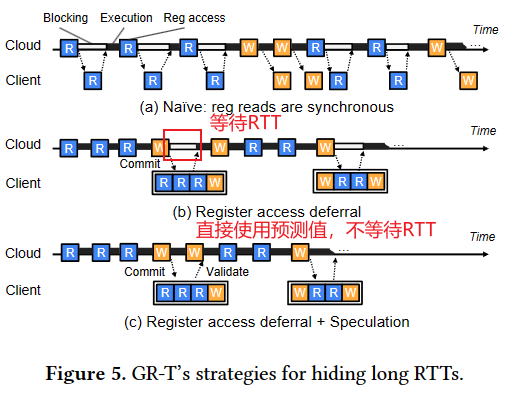 Blocking Execution Reg access
Time
Cloud R R R W W R R W ...
Client R R R W W R R W
(a) Naïve: reg reads are synchronous
等待RTT
Time
Cloud R R R W W R R W ...
Commit
Client R R R W W R R W
(b) Register access deferral
直接使用预测值，不等待RTT
Time
Cloud R R R W W R R W ...
Commit Validate
Client R R R W W R R W
(c) Register access deferral + Speculation
Figure 5. GR-T's strategies for hiding long RTTs.